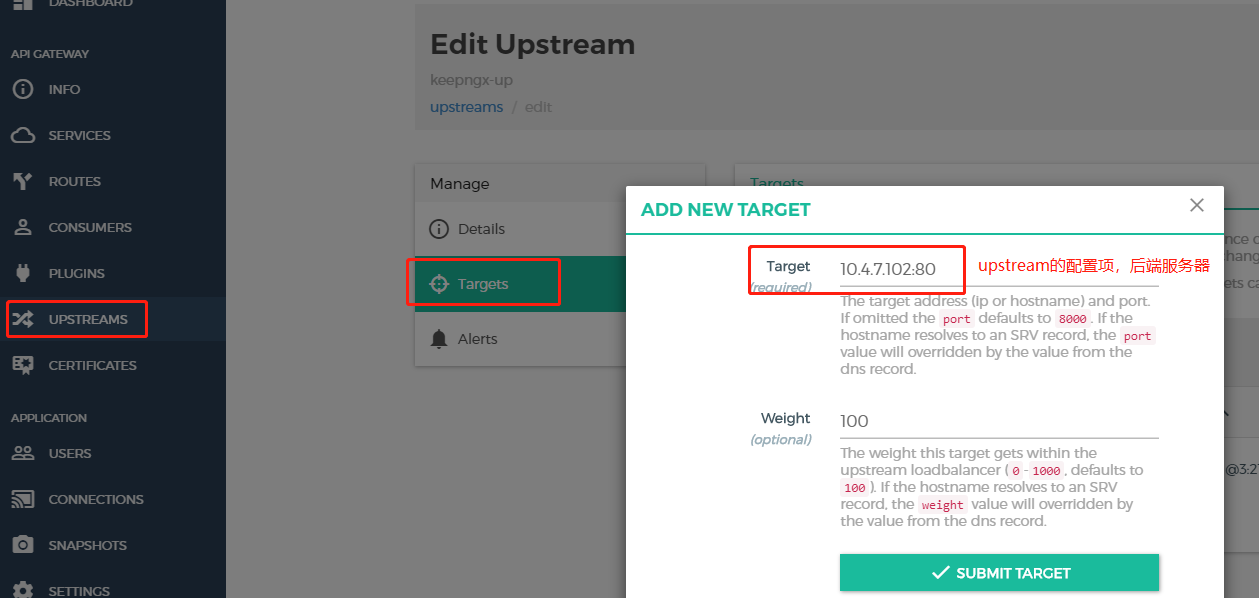 DASHBOARD
API GATEWAY
INFO
SERVICES
ROUTES
CONSUMERS
PLUGINS
UPSTREAMS
CERTIFICATES
APPLICATION
USERS
CONNECTIONS
SNAPSHOTS
SETTINGS
Edit Upstream
keepngx-up
upstreams / edit
Manage
Details
Targets
Alerts
Targets
ADD NEW TARGET
Target
(required)
10.4.7.102:80
upstream的配置项，后端服务器
The target address (ip or hostname) and port.
If omitted the port defaults to 8000. If the
hostname resolves to an SRV record, the port
value will overridden by the value from the
dns record.
Weight
(optional)
100
The weight this target gets within the
upstream loadbalancer (0-1000, defaults to
100). If the hostname resolves to an SRV
record, the weight value will overridden by
the value from the dns record.
SUBMIT TARGET